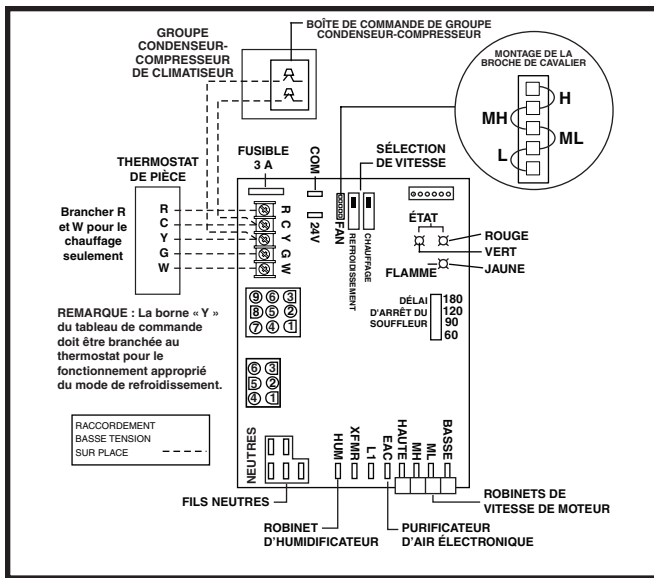 GROUPE
CONDENSEUR-
COMPRESSEUR
DE CLIMATISEUR
BOÎTE DE COMMANDE DE GROUPE
CONDENSEUR-COMPRESSEUR
MONTAGE DE LA
BROCHE DE CAVALIER
H
MH
ML
L
THERMOSTAT
DE PIÈCE
FUSIBLE
3 A
COM
24V
SÉLECTION
DE VITESSE
FAN
REFROIDISSEMENT
CHAUFFAGE
Brancher R
et W pour le
chauffage
seulement
R
C
Y
G
W
R
C
Y
G
W
ÉTAT
ROUGE
VERT
FLAMME
JAUNE
DÉLAI
D'ARRÊT DU
SOUFFLEUR
180
120
90
60
REMARQUE : La borne « Y »
du tableau de commande
doit être branchée au
thermostat pour le
fonctionnement approprié
du mode de refroidissement.
9 6 3
8 5 2
7 4 1
6 3
5 2
4 1
RACCORDEMENT
BASSE TENSION
SUR PLACE
NEUTRES
HUM
XFMR
L1
EAC
HAUTE
MH
ML
BASSE
FILS NEUTRES
ROBINET
D'HUMIDIFICATEUR
PURIFICATEUR
D'AIR ÉLECTRONIQUE
ROBINETS DE
VITESSE DE MOTEUR